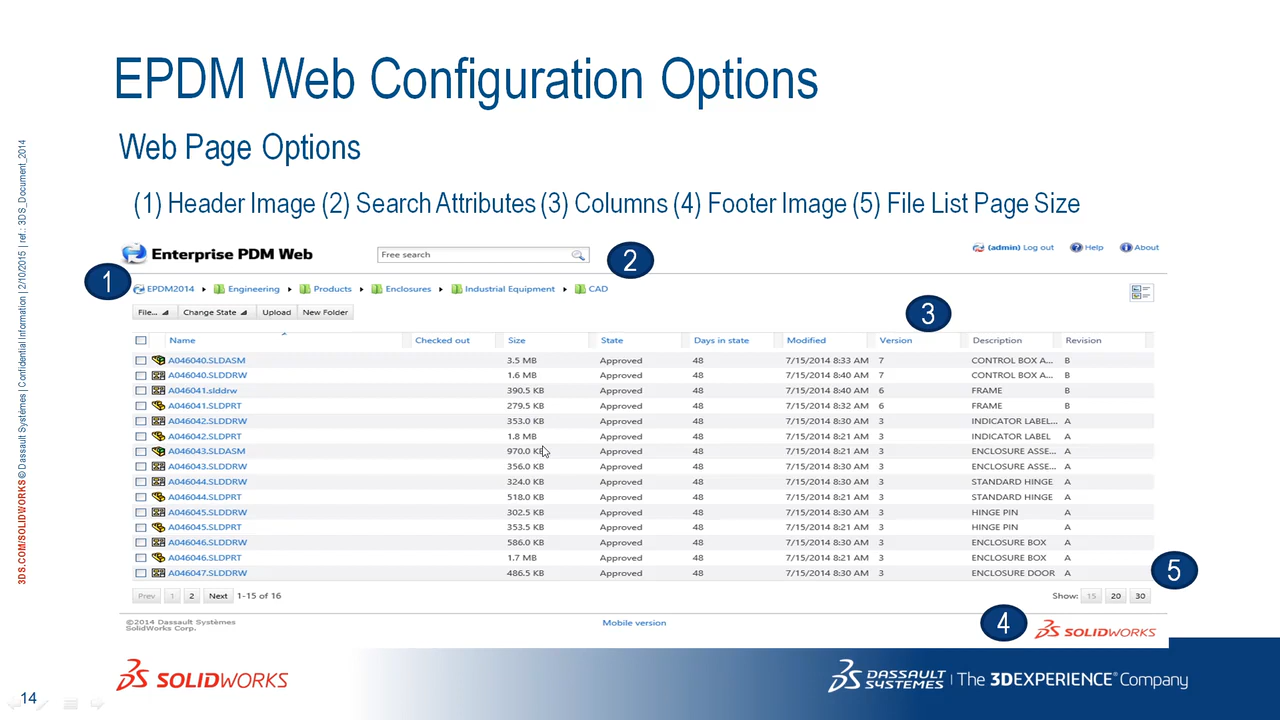 EPDM Web Configuration Options
Web Page Options
(1) Header Image (2) Search Attributes (3) Columns (4) Footer Image (5) File List Page Size
3DS.COM/SOLIDWORKS © Dassault Systèmes | Confidential Information | 2/10/2015 | ref.: 3DS_Document_2014
Enterprise PDM Web Free search 2 (admin) Log out Help About
1 EPDM2014 Engineering Products Enclosures Industrial Equipment CAD
File... Change State Upload New Folder 3
Name Checked out Size State Days in state Modified Version Description Revision
A046040.SLDASM 3.5 MB Approved 48 7/15/2014 8:33 AM 7 CONTROL BOX A... B
A046040.SLDDRW 1.6 MB Approved 48 7/15/2014 8:40 AM 7 CONTROL BOX A... B
A046041.slddrw 390.5 KB Approved 48 7/15/2014 8:40 AM 6 FRAME B
A046041.SLDPRT 279.5 KB Approved 48 7/15/2014 8:32 AM 6 FRAME B
A046042.SLDDRW 353.0 KB Approved 48 7/15/2014 8:30 AM 3 INDICATOR LABEL... A
A046042.SLDPRT 1.8 MB Approved 48 7/15/2014 8:21 AM 3 INDICATOR LABEL A
A046043.SLDASM 970.0 KB Approved 48 7/15/2014 8:21 AM 3 ENCLOSURE ASSE... A
A046043.SLDDRW 356.0 KB Approved 48 7/15/2014 8:30 AM 3 ENCLOSURE ASSE... A
A046044.SLDDRW 324.0 KB Approved 48 7/15/2014 8:30 AM 3 STANDARD HINGE A
A046044.SLDPRT 518.0 KB Approved 48 7/15/2014 8:21 AM 3 STANDARD HINGE A
A046045.SLDDRW 302.5 KB Approved 48 7/15/2014 8:30 AM 3 HINGE PIN A
A046045.SLDPRT 353.5 KB Approved 48 7/15/2014 8:21 AM 3 HINGE PIN A
A046046.SLDDRW 586.0 KB Approved 48 7/15/2014 8:30 AM 3 ENCLOSURE BOX A
A046046.SLDPRT 1.7 MB Approved 48 7/15/2014 8:21 AM 3 ENCLOSURE BOX A
A046047.SLDDRW 486.5 KB Approved 48 7/15/2014 8:30 AM 3 ENCLOSURE DOOR A
5
Prev 1 2 Next 1-15 of 16 Show: 15 20 30
©2014 Dassault Systèmes
SolidWorks Corp.
Mobile version
4 SOLIDWORKS
SOLIDWORKS
DASSAULT SYSTEMES | The 3DEXPERIENCE® Company
14